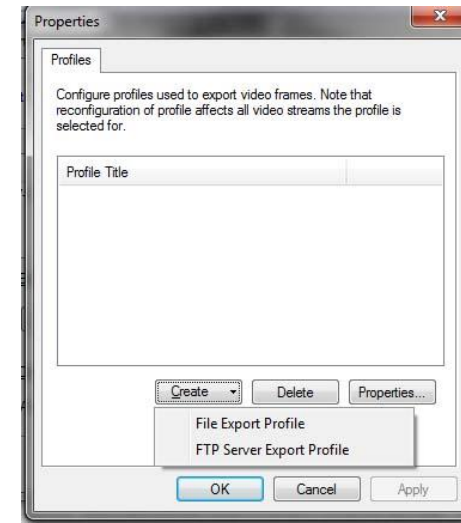 Properties
x
Profiles
Configure profiles used to export video frames. Note that
reconfiguration of profile affects all video streams the profile is
selected for.
Profile Title
Create
Delete
Properties...
File Export Profile
FTP Server Export Profile
OK
Cancel
Apply